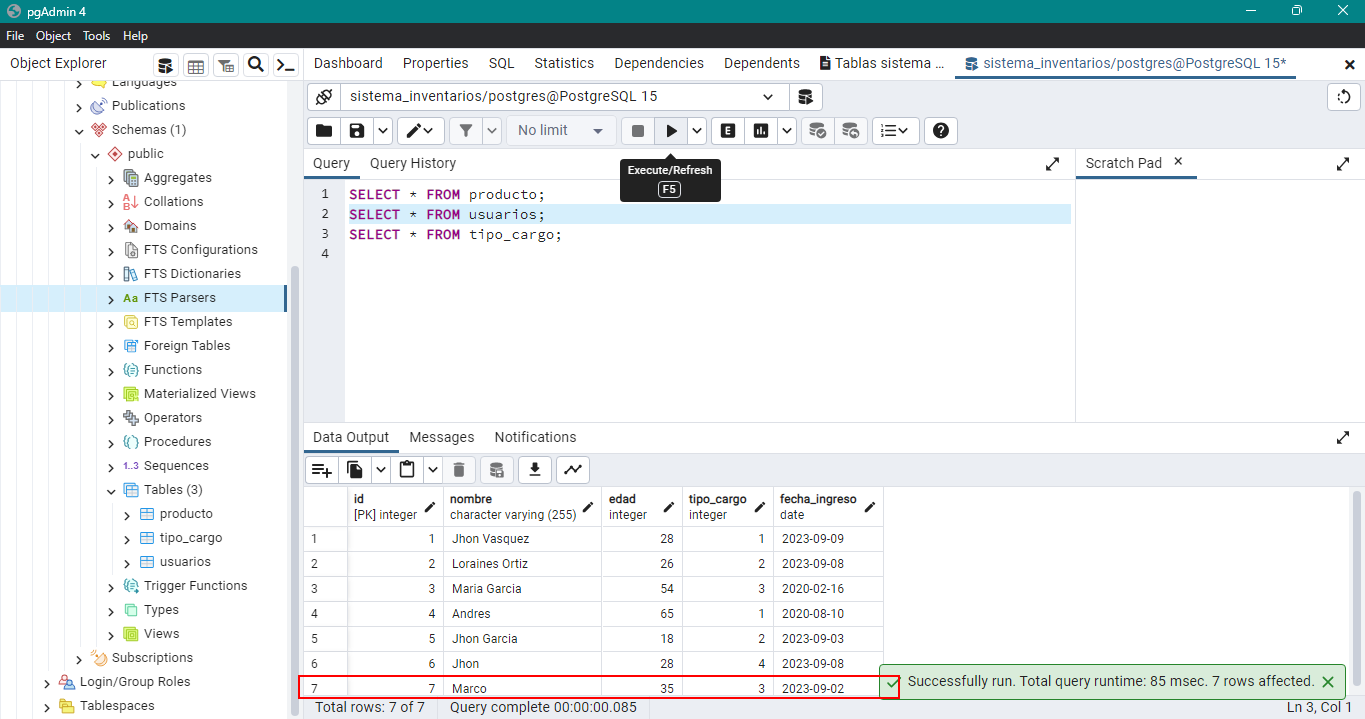 pgAdmin 4
File Object Tools Help
Object Explorer
Dashboard Properties SQL Statistics Dependencies Dependents Tablas sistema ... sistema_inventarios/postgres@PostgreSQL 15*
Languages
Publications
Schemas (1)
public
Aggregates
Collations
Domains
FTS Configurations
FTS Dictionaries
Aa FTS Parsers
FTS Templates
Foreign Tables
Functions
Materialized Views
Operators
Procedures
1..3 Sequences
Tables (3)
producto
tipo_cargo
usuarios
Trigger Functions
Types
Views
Subscriptions
Login/Group Roles
Tablespaces
sistema_inventarios/postgres@PostgreSQL 15
No limit
E
Execute/Refresh
F5
Query Query History
Scratch Pad
1 SELECT * FROM producto;
2 SELECT * FROM usuarios;
3 SELECT * FROM tipo_cargo;
4
Data Output Messages Notifications
id nombre edad tipo_cargo fecha_ingreso
[PK] integer character varying (255) integer integer date
1 1 Jhon Vasquez 28 1 2023-09-09
2 2 Loraines Ortiz 26 2 2023-09-08
3 3 Maria Garcia 54 3 2020-02-16
4 4 Andres 65 1 2020-08-10
5 5 Jhon Garcia 18 2 2023-09-03
6 6 Jhon 28 4 2023-09-08
7 7 Marco 35 3 2023-09-02
Successfully run. Total query runtime: 85 msec. 7 rows affected.
Total rows: 7 of 7 Query complete 00:00:00.085 Ln 3, Col 1